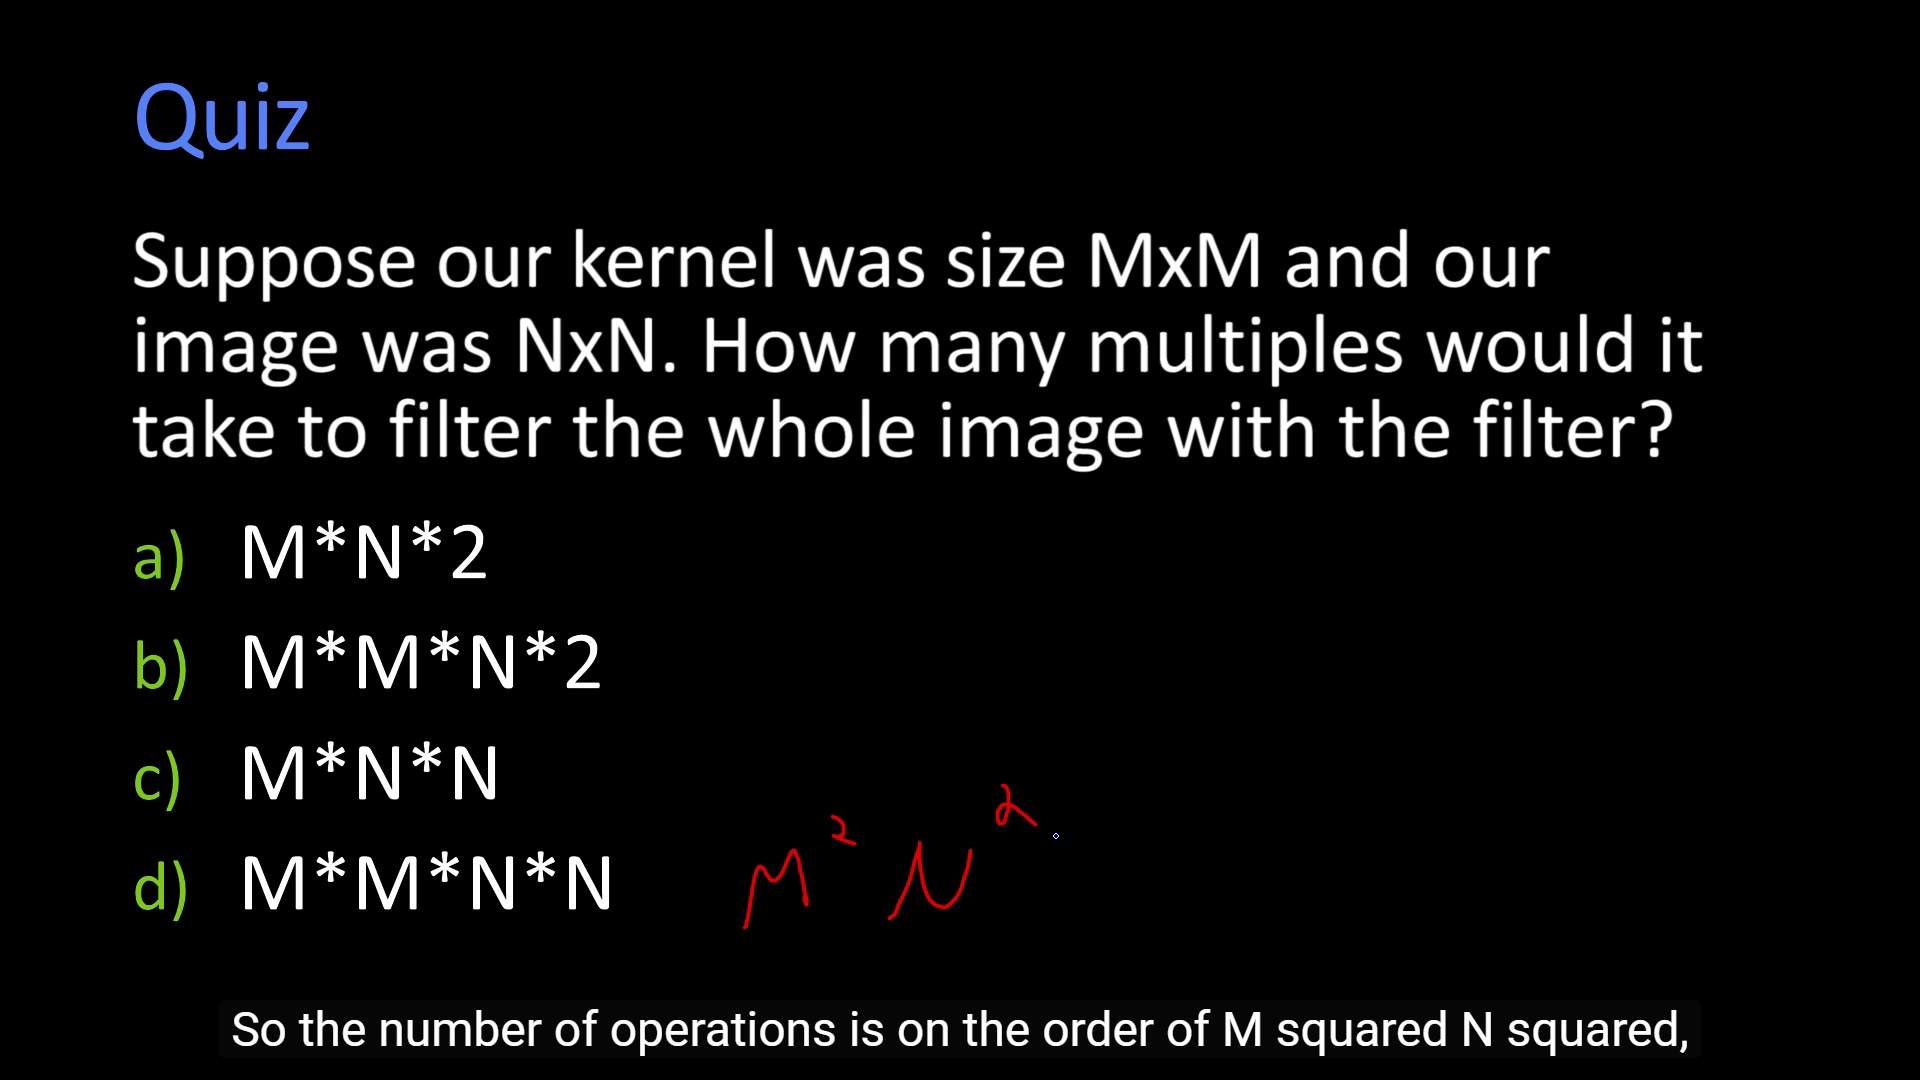 Quiz
Suppose our kernel was size MxM and our
image was NxN. How many multiples would it
take to filter the whole image with the filter?
a) M*N*2
b) M*M*N*2
c) M*N*N
d) M*M*N*N
M² N²
So the number of operations is on the order of M squared N squared,